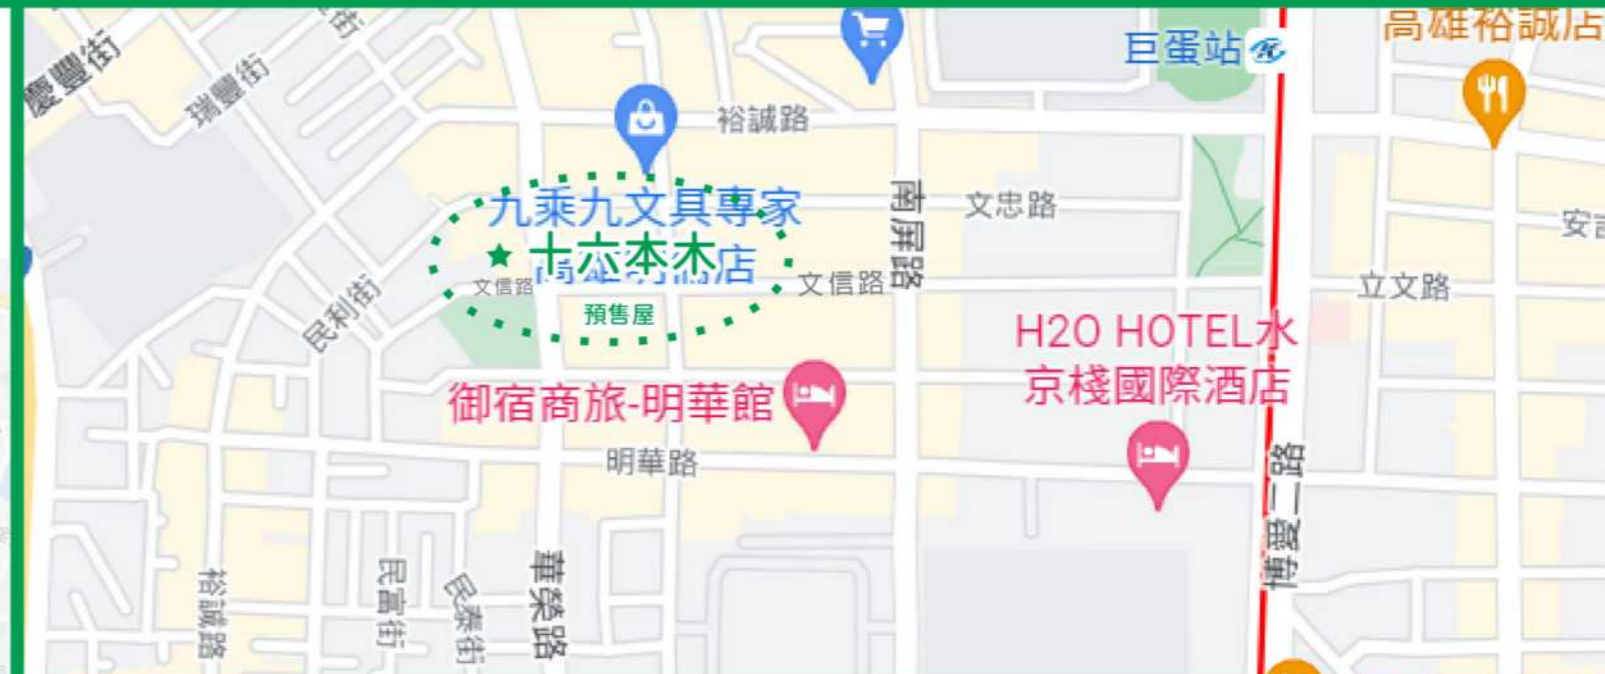 高雄裕誠店
巨蛋站
慶豐街
瑞豐街
街
裕誠路
九乘九文具專家
十六本木
店
文信路
預售屋
南屏路
文忠路
文信路
安吉
立文路
民利街
H2O HOTEL水
京棧國際酒店
御宿商旅-明華館
明華路
博愛二路
裕誠路
民富街
民泰街
華榮路